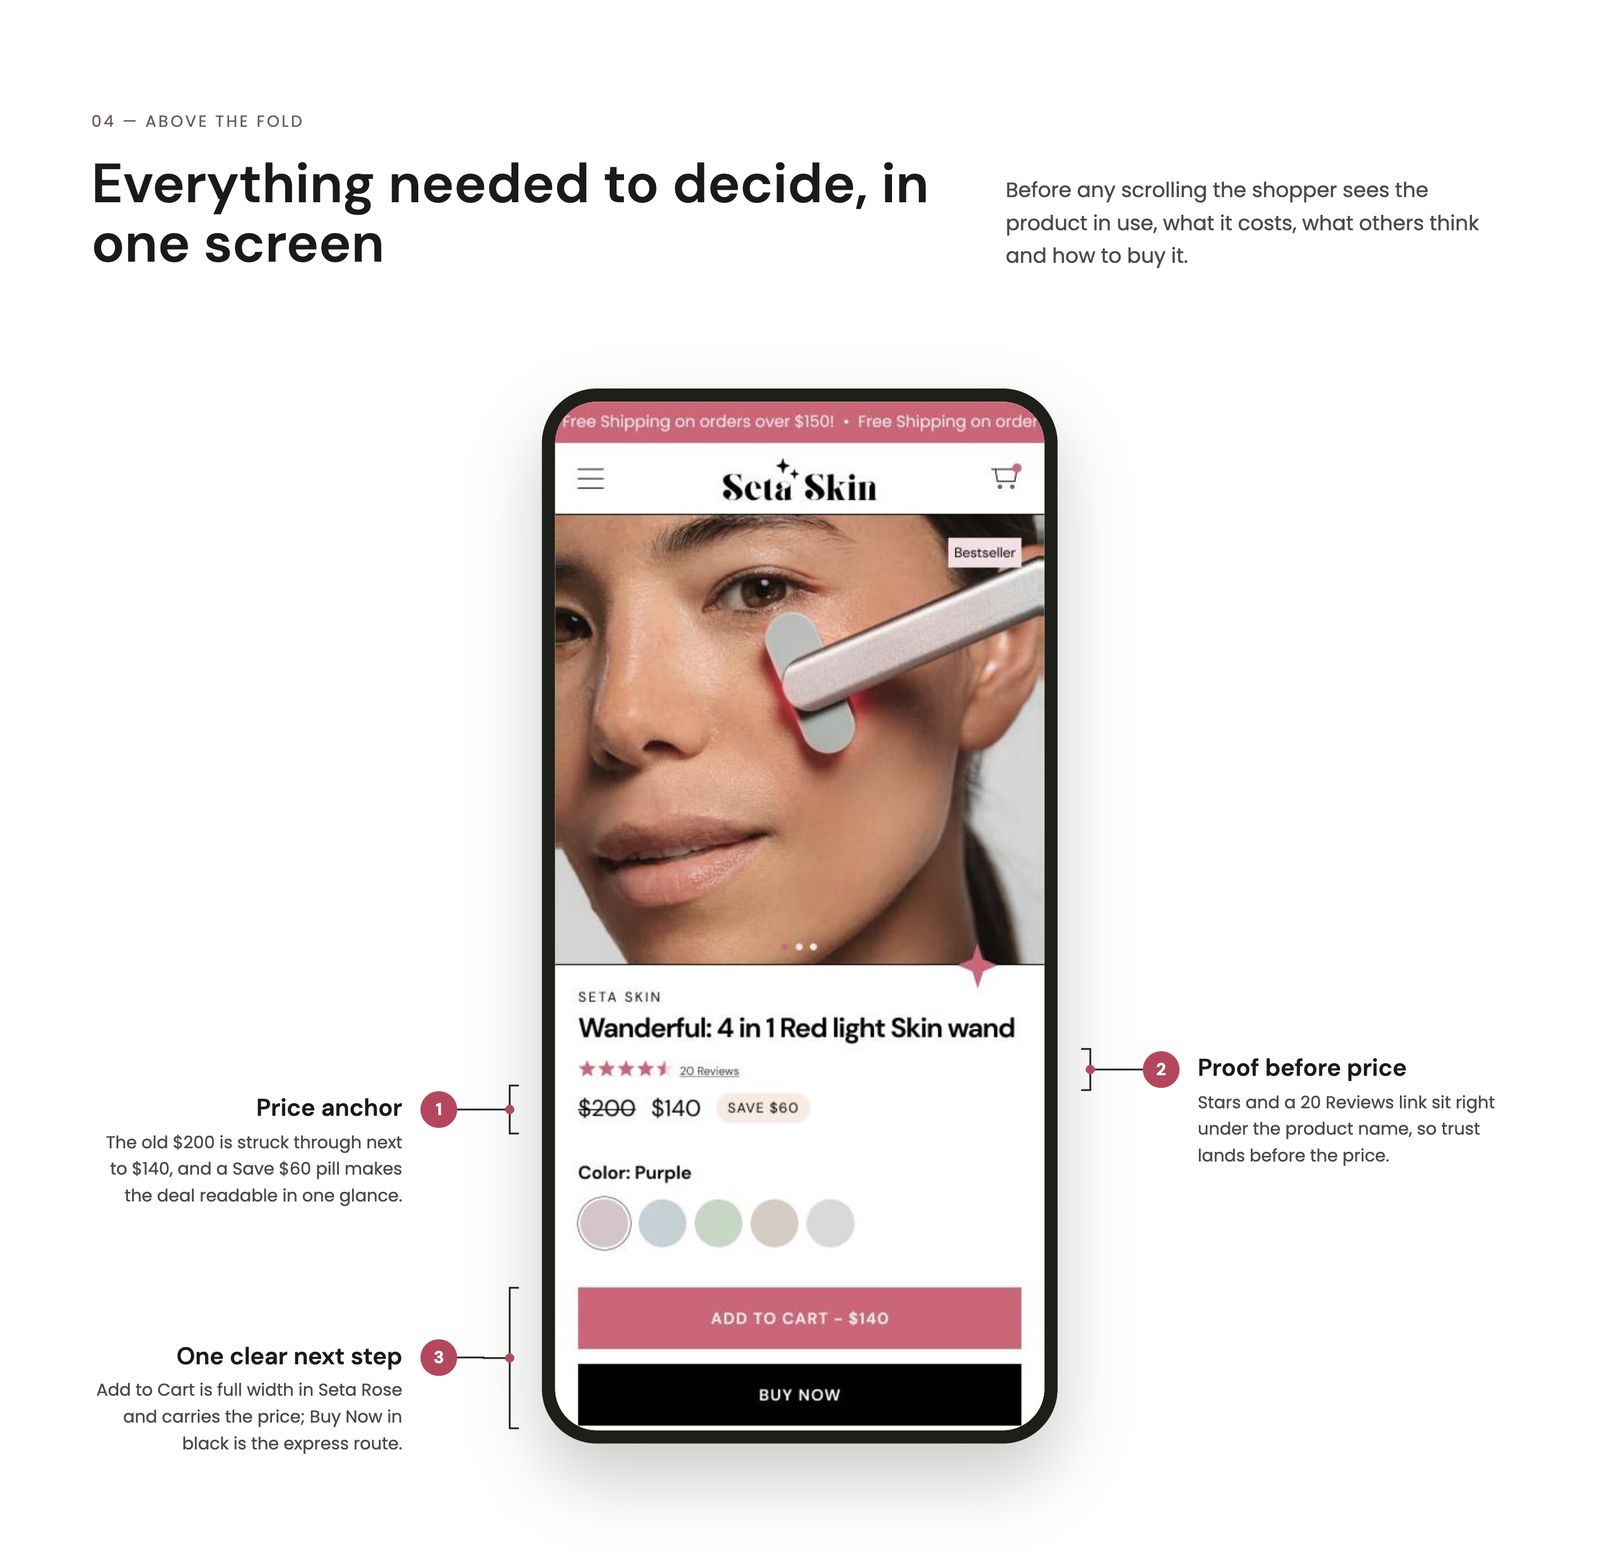 04 — ABOVE THE FOLD
Everything needed to decide, in
one screen
Before any scrolling the shopper sees the
product in use, what it costs, what others think
and how to buy it.
Free Shipping on orders over $150! • Free Shipping on order
Seta Skin
Bestseller
SETA SKIN
Wanderful: 4 in 1 Red light Skin wand
20 Reviews
$200 $140 SAVE $60
Color: Purple
ADD TO CART - $140
BUY NOW
Price anchor
1
The old $200 is struck through next
to $140, and a Save $60 pill makes
the deal readable in one glance.
2
Proof before price
Stars and a 20 Reviews link sit right
under the product name, so trust
lands before the price.
One clear next step
3
Add to Cart is full width in Seta Rose
and carries the price; Buy Now in
black is the express route.